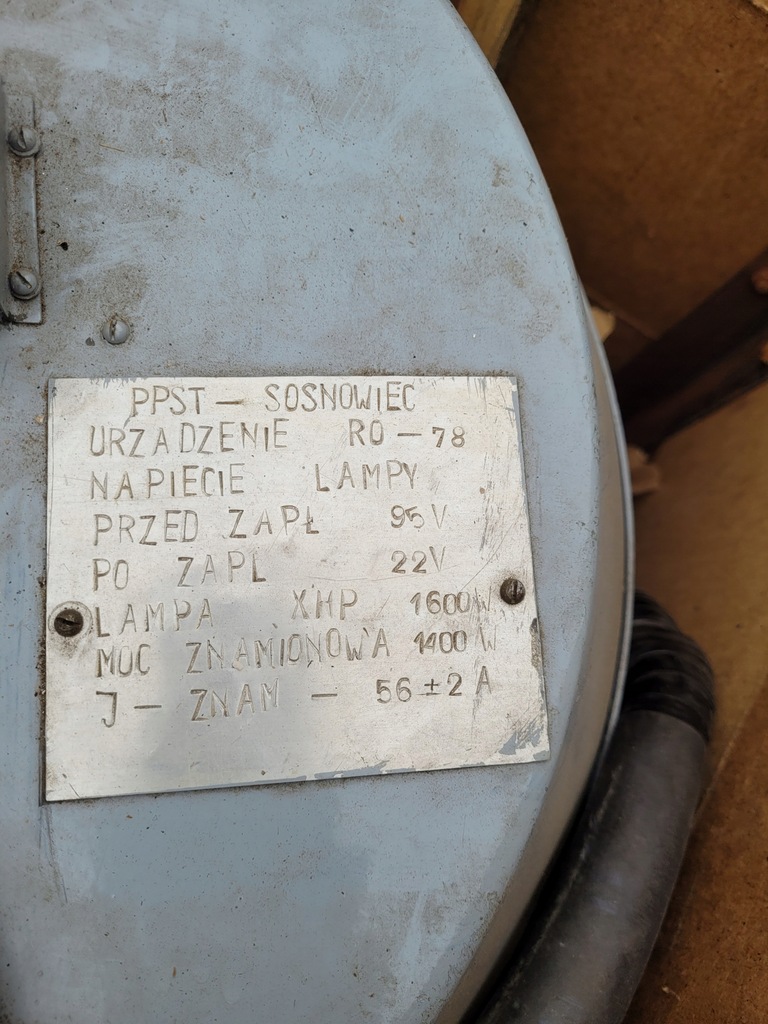 PPST - SOSNOWIEC
URZADZENIE RO - 78
NAPIECIE LAMPY
PRZED ZAPŁ 95 V
PO ZAPL 22V
LAMPA XHP 1600W
MOC ZNAMIONOWA 1400 W
J - ZNAM - 56 ± 2 A